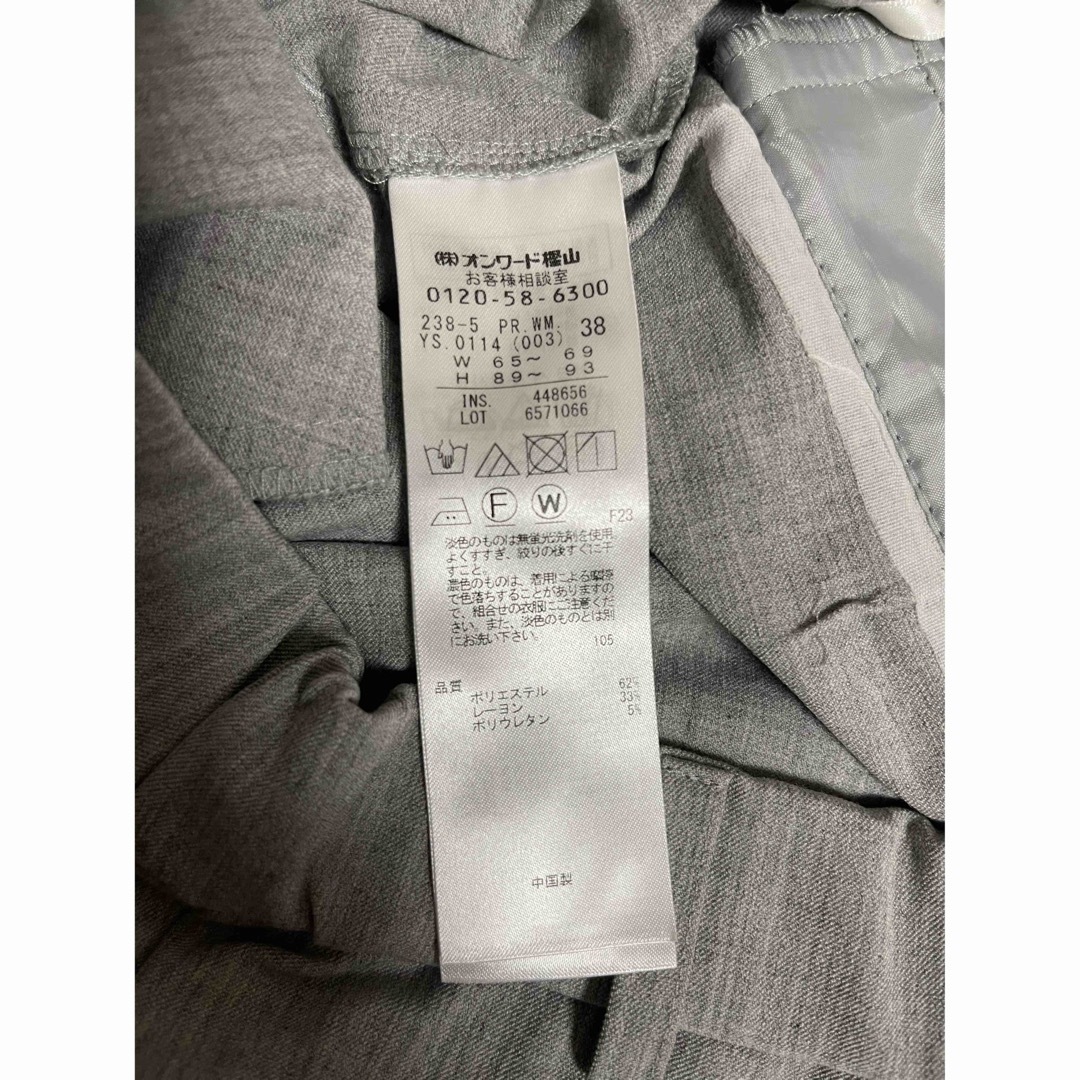 (株)オンワード樫山
お客様相談室
0120-58-6300
238-5 PR.WM. 38
YS.0114 (003)
W 65〜 69
H 89〜 93
INS. 448656
LOT 6571066
F W
F23
淡色のものは無蛍光洗剤を使用
よくすすぎ、絞りの後すぐに干
すこと。
濃色のものは、着用による摩擦
で色落ちすることがありますの
で、組合せの衣服にご注意くだ
さい。また、淡色のものとは別
にお洗い下さい。 105
品質
ポリエステル 62%
レーヨン 33%
ポリウレタン 5%
中国製